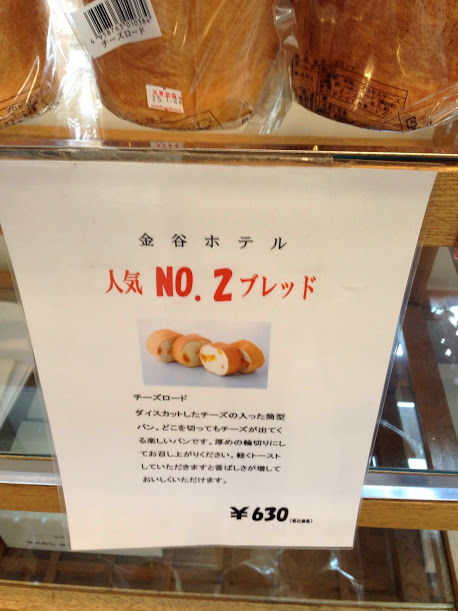 チーズロード
金谷ホテル
人気 NO.2ブレッド
チーズロード
ダイスカットしたチーズの入った筒型
パン。どこを切ってもチーズが出てく
る楽しいパンです。厚めの輪切りにし
てお召し上がりください。軽くトースト
していただきますと香ばしさが増して
おいしくいただけます。
￥630（税込価格）